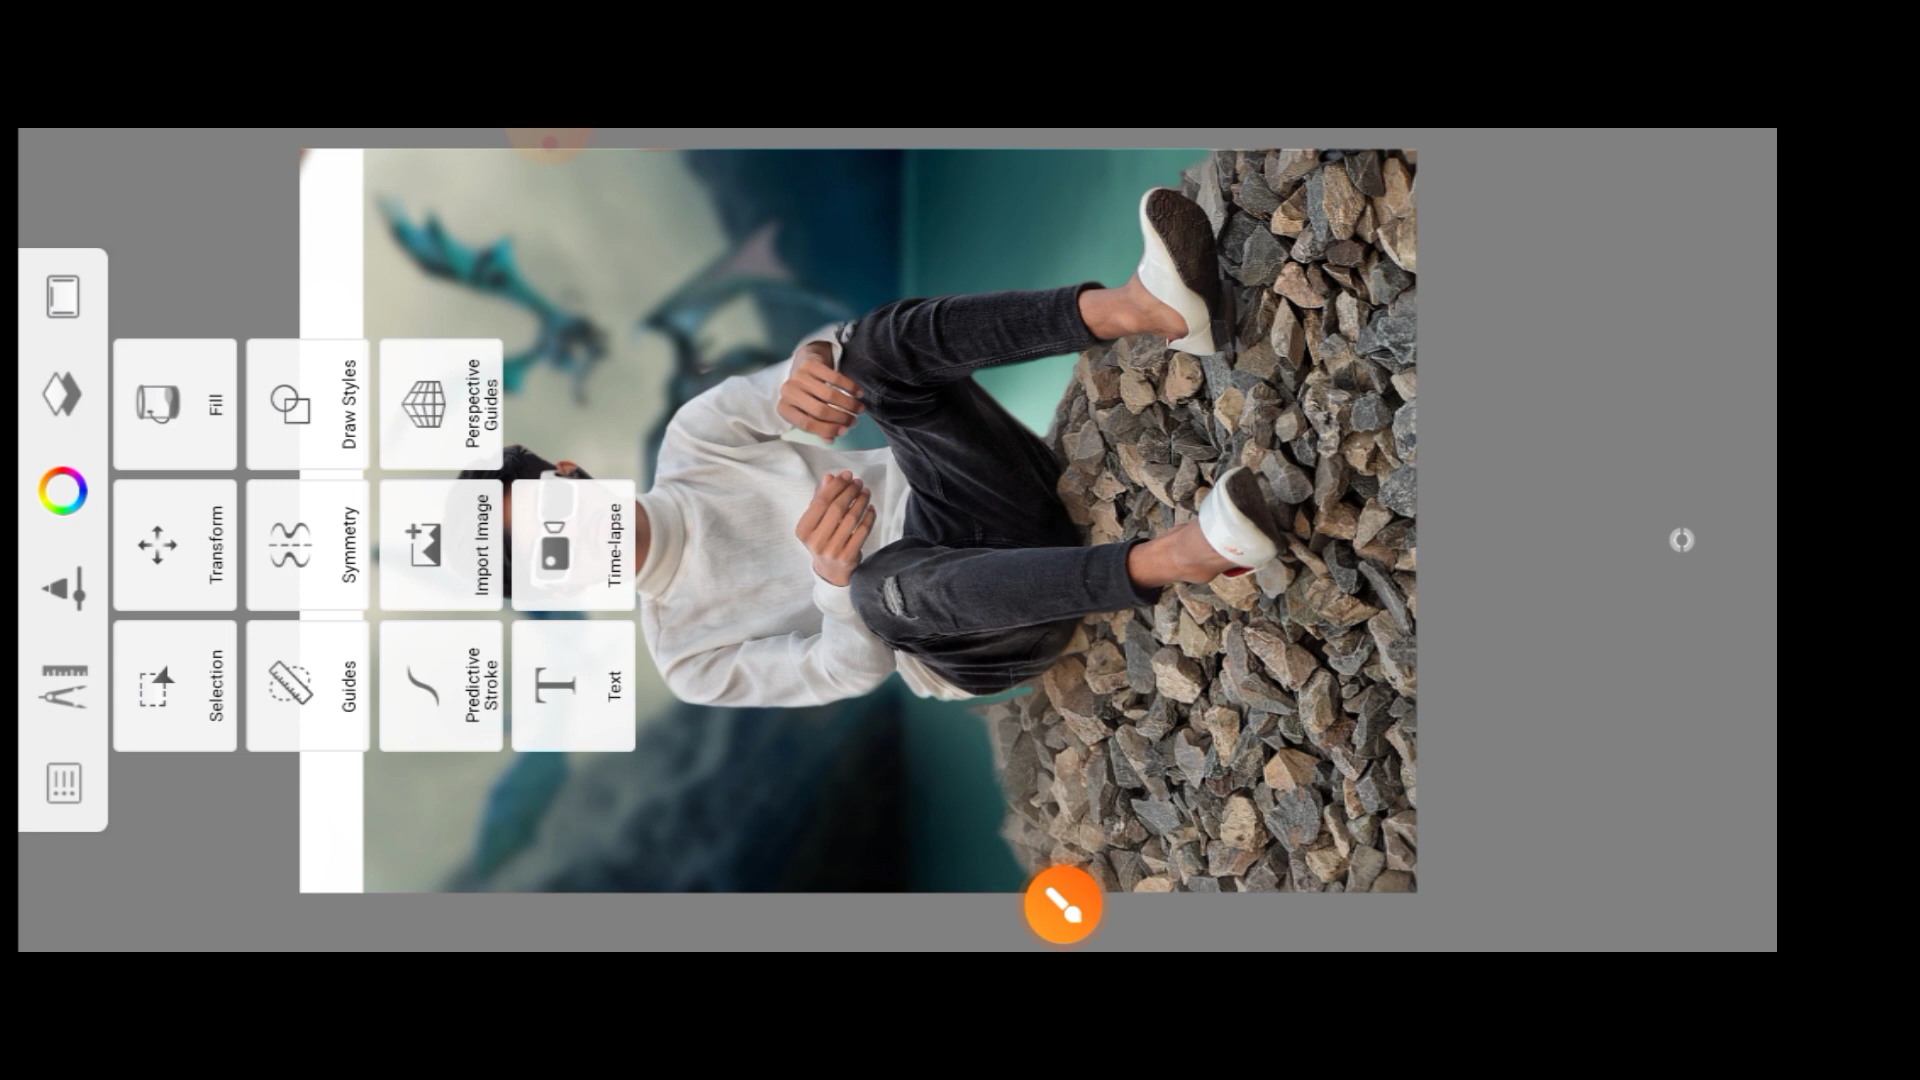 Selection
Transform
Fill
Guides
Symmetry
Draw Styles
Predictive
Stroke
Import Image
Perspective
Guides
Text
Time-lapse